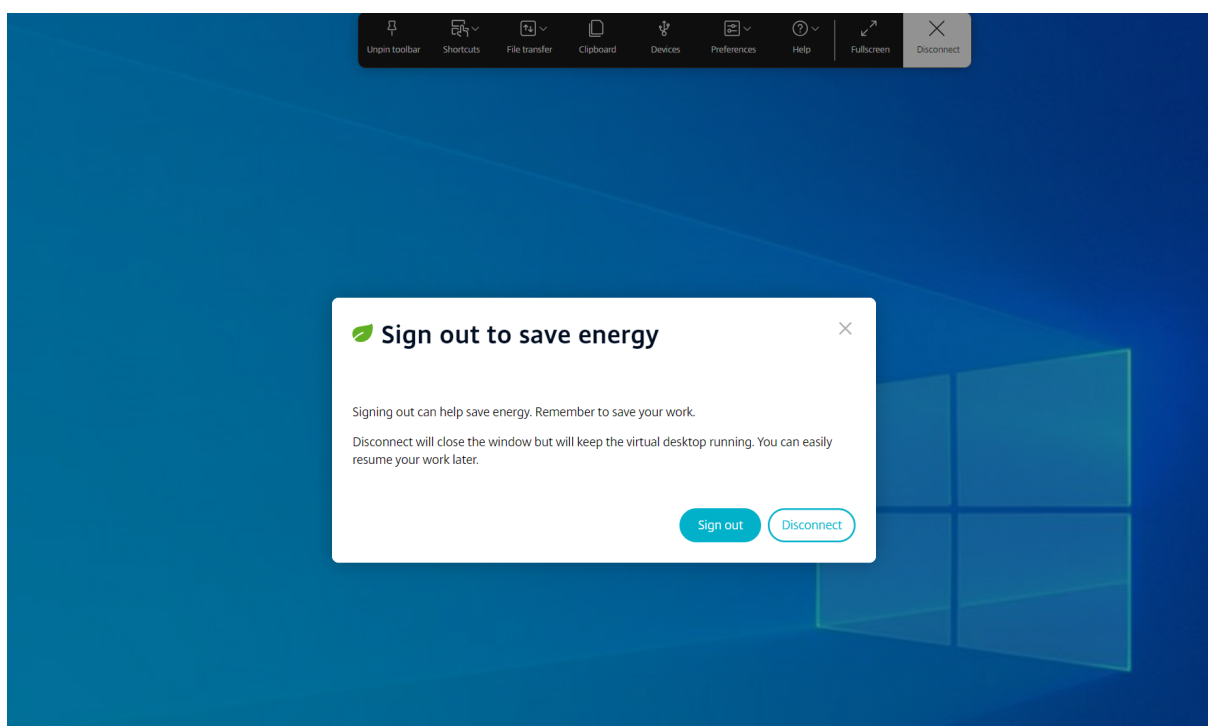 Unpin toolbar Shortcuts File transfer Clipboard Devices Preferences Help Fullscreen Disconnect
Sign out to save energy
Signing out can help save energy. Remember to save your work.
Disconnect will close the window but will keep the virtual desktop running. You can easily
resume your work later.
Sign out Disconnect